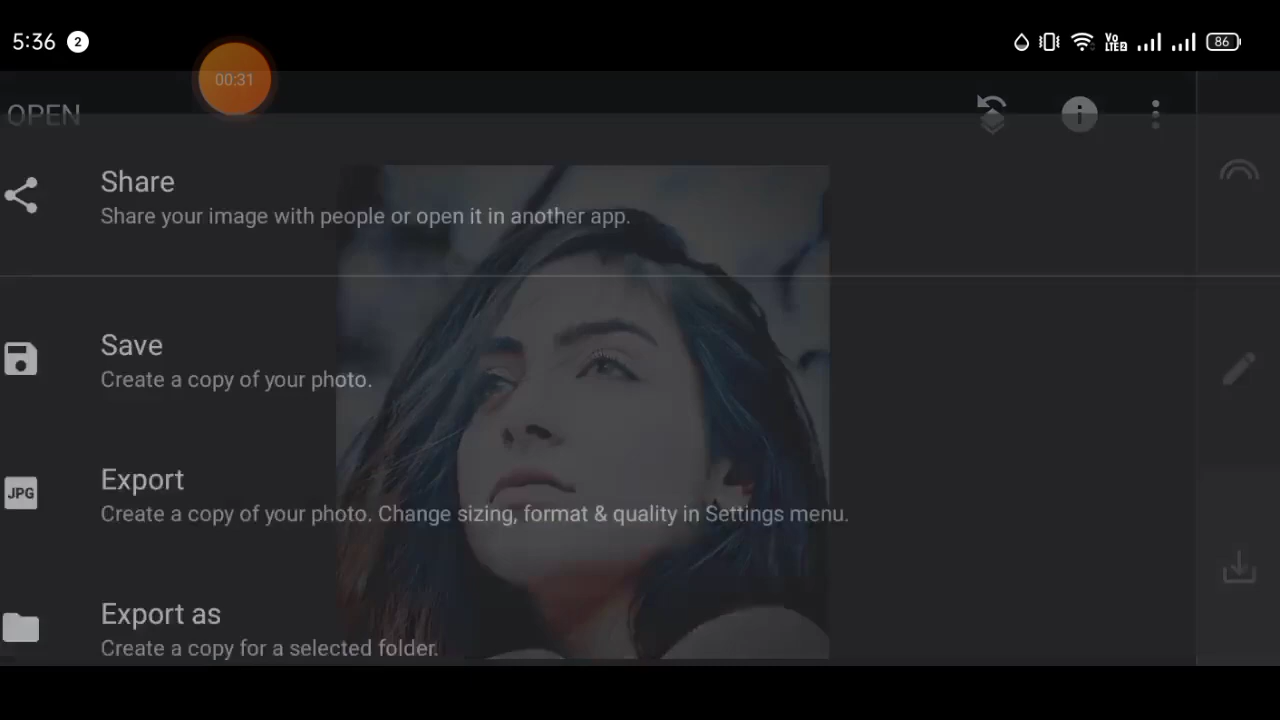 5:36 2 Vo LTE2 86
00:31
OPEN
Share
Share your image with people or open it in another app.
Save
Create a copy of your photo.
JPG
Export
Create a copy of your photo. Change sizing, format & quality in Settings menu.
Export as
Create a copy for a selected folder.